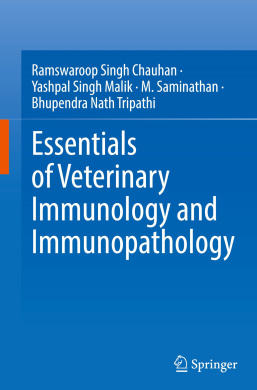 Ramswaroop Singh Chauhan ·
Yashpal Singh Malik · M. Saminathan ·
Bhupendra Nath Tripathi
Essentials
of Veterinary
Immunology and
Immunopathology
Springer